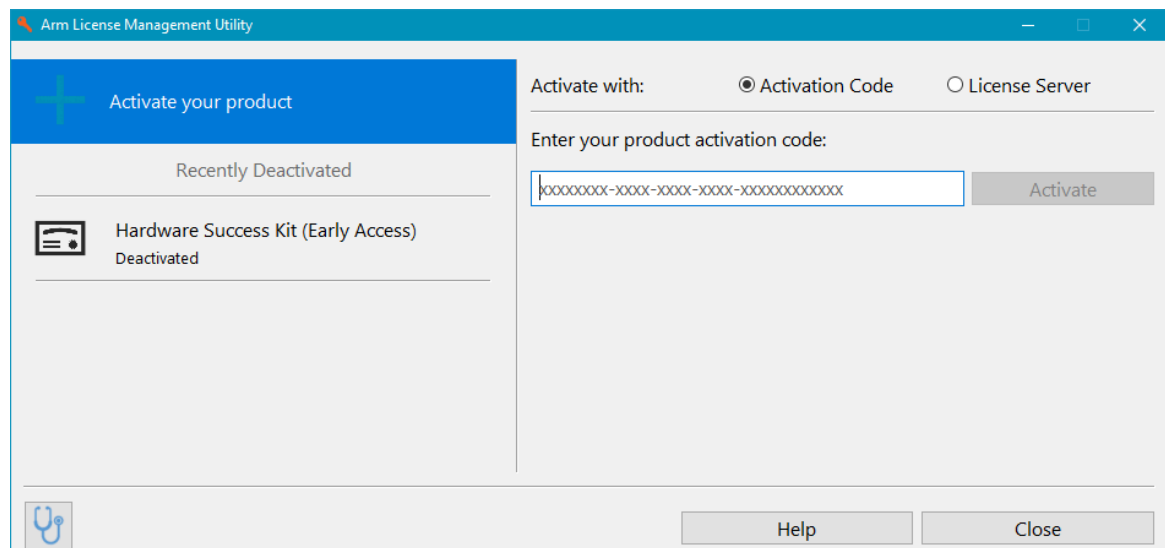 Arm License Management Utility
Activate your product
Recently Deactivated
Hardware Success Kit (Early Access)
Deactivated
Activate with: Activation Code License Server
Enter your product activation code:
xxxxxxxx-xxxx-xxxx-xxxx-xxxxxxxxxxxx Activate
Help Close